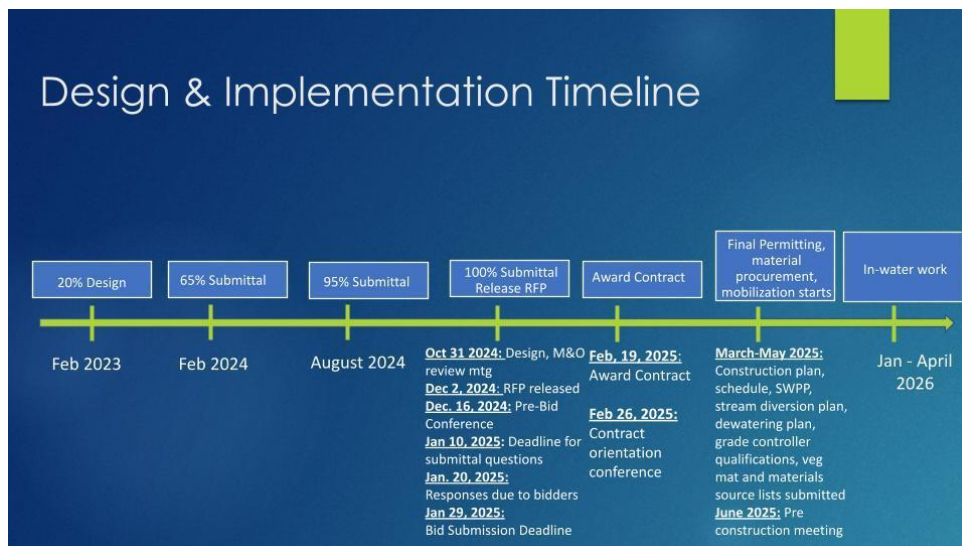 Design & Implementation Timeline
20% Design
65% Submittal
95% Submittal
100% Submittal
Release RFP
Award Contract
Final Permitting,
material
procurement,
mobilization starts
In-water work
Feb 2023
Feb 2024
August 2024
Oct 31 2024: Design, M&O
review mtg
Dec 2, 2024: RFP released
Dec. 16, 2024: Pre-Bid
Conference
Jan 10, 2025: Deadline for
submittal questions
Jan. 20, 2025:
Responses due to bidders
Jan 29, 2025:
Bid Submission Deadline
Feb, 19, 2025:
Award Contract
Feb 26, 2025:
Contract
orientation
conference
March-May 2025:
Construction plan,
schedule, SWPP,
stream diversion plan,
dewatering plan,
grade controller
qualifications, veg
mat and materials
source lists submitted
June 2025: Pre
construction meeting
Jan - April
2026